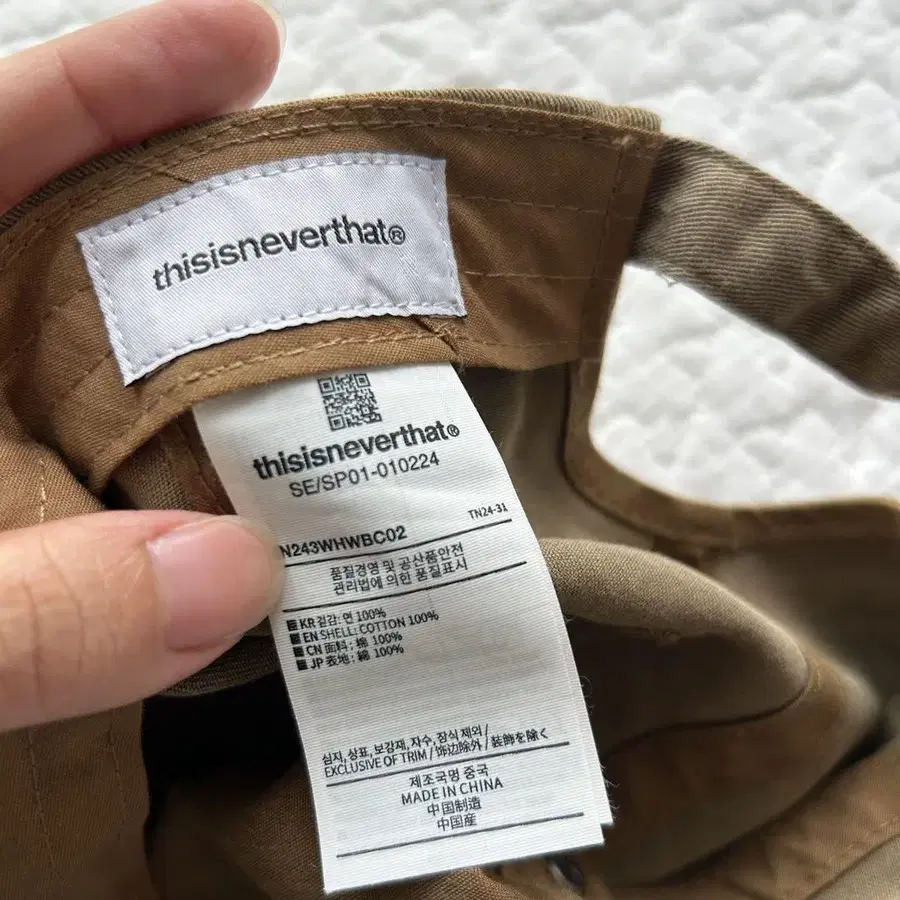 thisisneverthat®
thisisneverthat®
SE/SP01-010224
TN24-31
N243WHWBC02
품질경영 및 공산품안전
관리법에 의한 품질표시
KR 겉감: 면 100%
EN SHELL: COTTON 100%
CN 面料: 棉 100%
JP 表地: 綿 100%
심지, 상표, 보강재, 자수, 장식 제외/
EXCLUSIVE OF TRIM/饰边除外/装飾を除く
제조국명 중국
MADE IN CHINA
中国制造
中国産